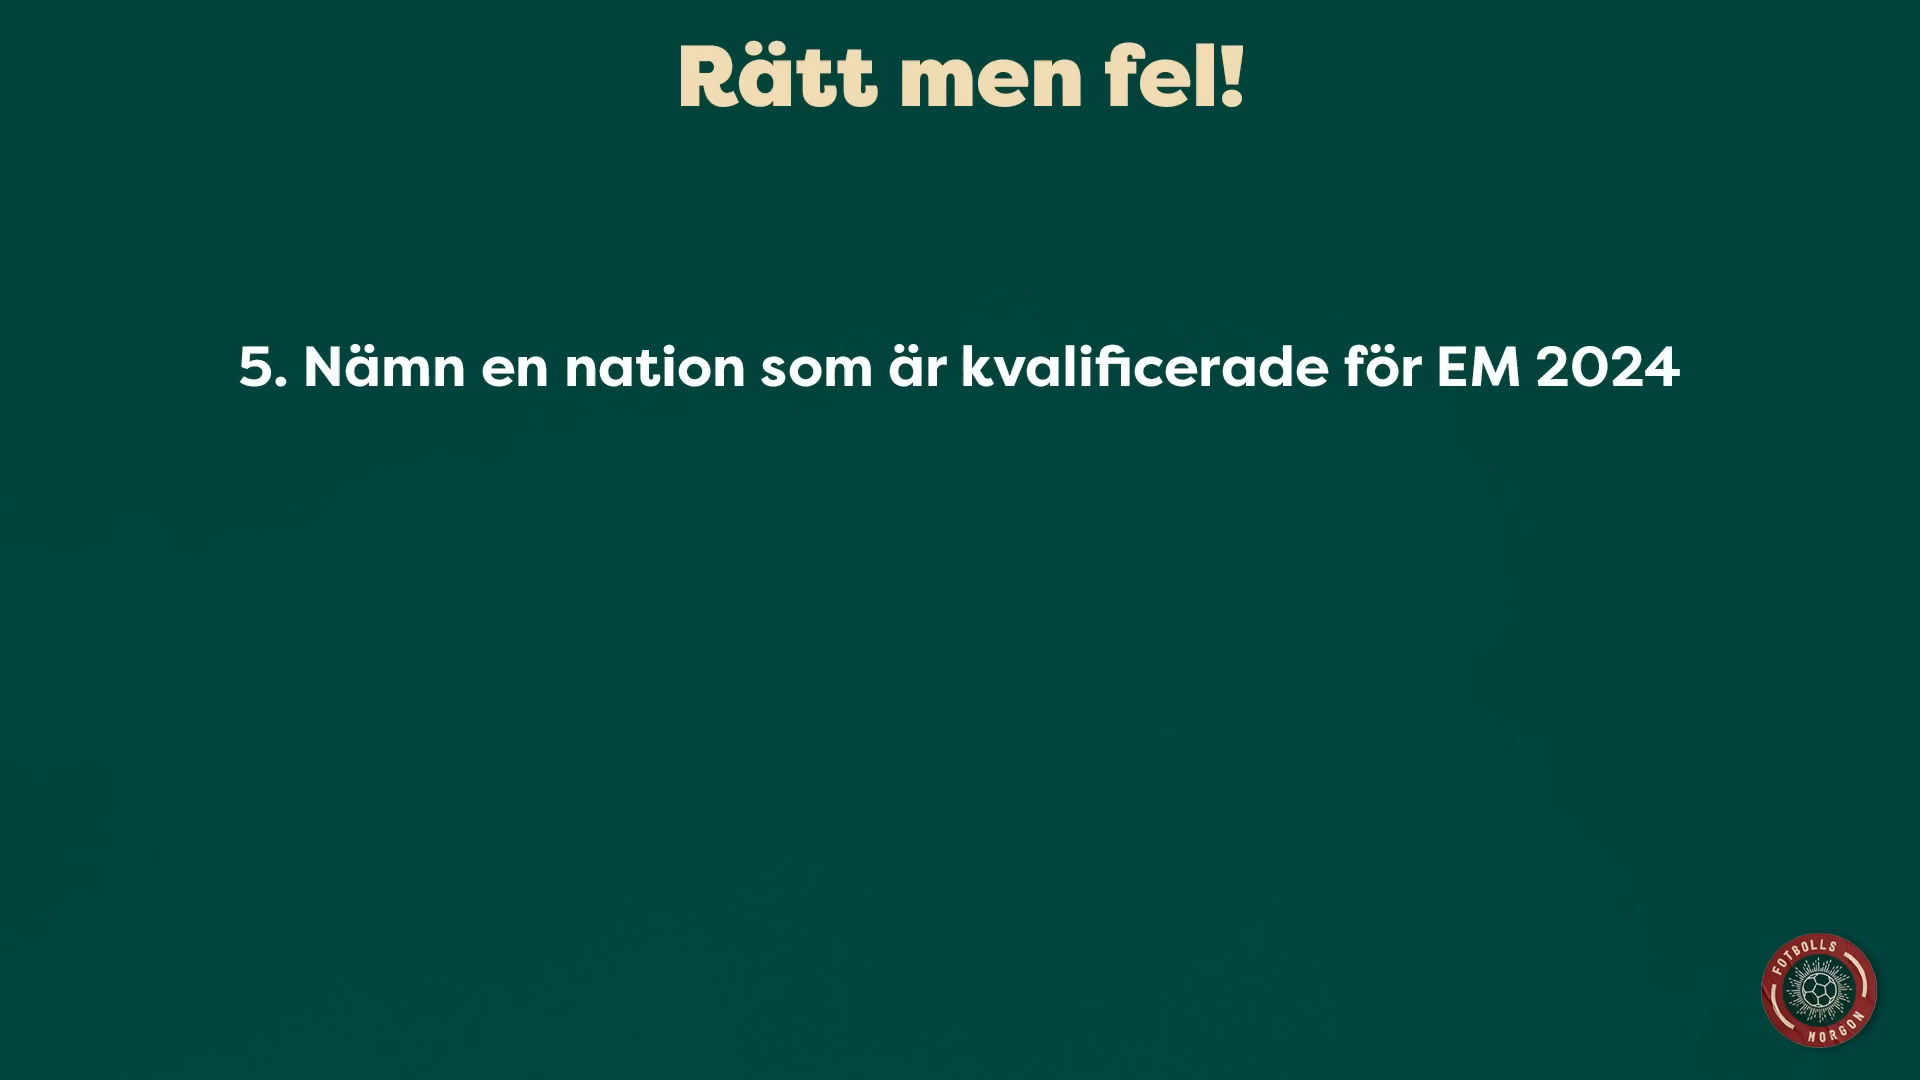 Rätt men fel!
5. Nämn en nation som är kvalificerade för EM 2024
FOTBOLLS
MORGON